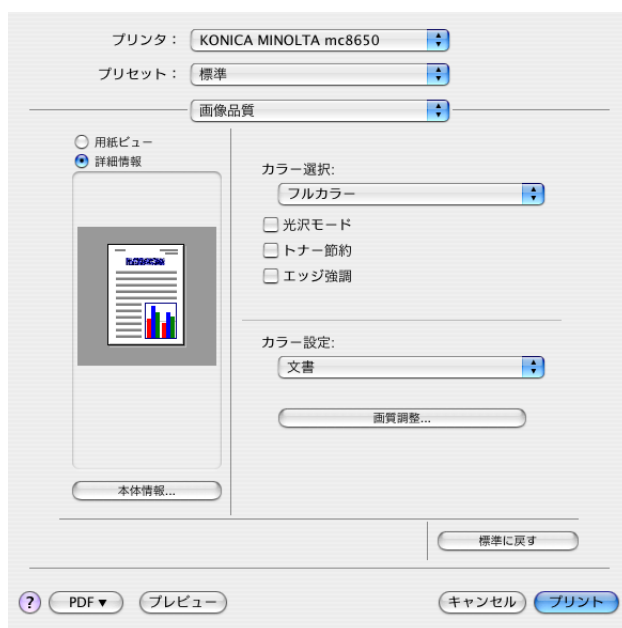 プリンタ： KONICA MINOLTA mc8650
プリセット： 標準
画像品質
用紙ビュー
詳細情報
カラー選択:
フルカラー
光沢モード
トナー節約
エッジ強調
カラー設定:
文書
画質調整...
本体情報...
標準に戻す
? PDF▼ プレビュー キャンセル プリント